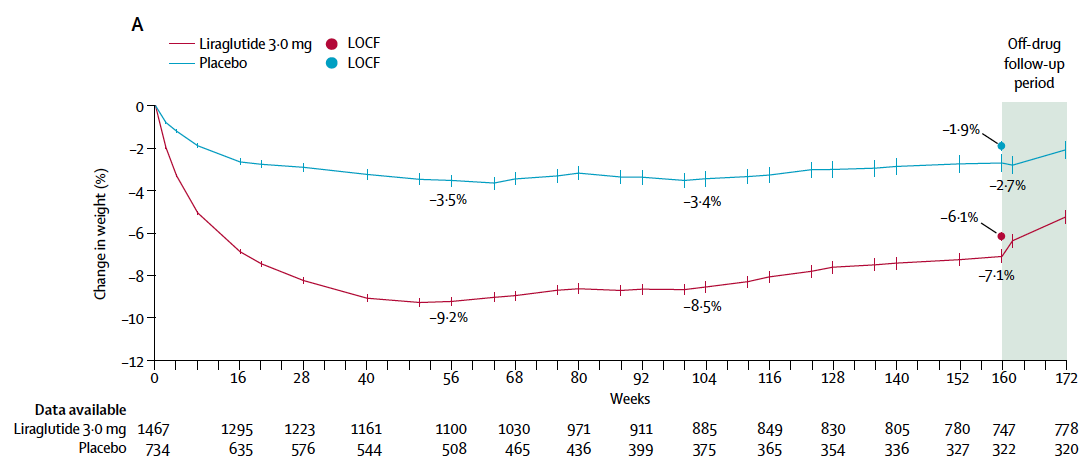 A
Liraglutide 3·0 mg LOCF
Placebo LOCF
Off-drug
follow-up
period
Change in weight (%)
0
–2
–4
–6
–8
–10
–12
–1·9%
–2·7%
–3·5%
–3·4%
–6·1%
–7·1%
–9·2%
–8·5%
0 16 28 40 56 68 80 92 104 116 128 140 152 160 172
Weeks
Data available
Liraglutide 3·0 mg 1467 1295 1223 1161 1100 1030 971 911 885 849 830 805 780 747 778
Placebo 734 635 576 544 508 465 436 399 375 365 354 336 327 322 320